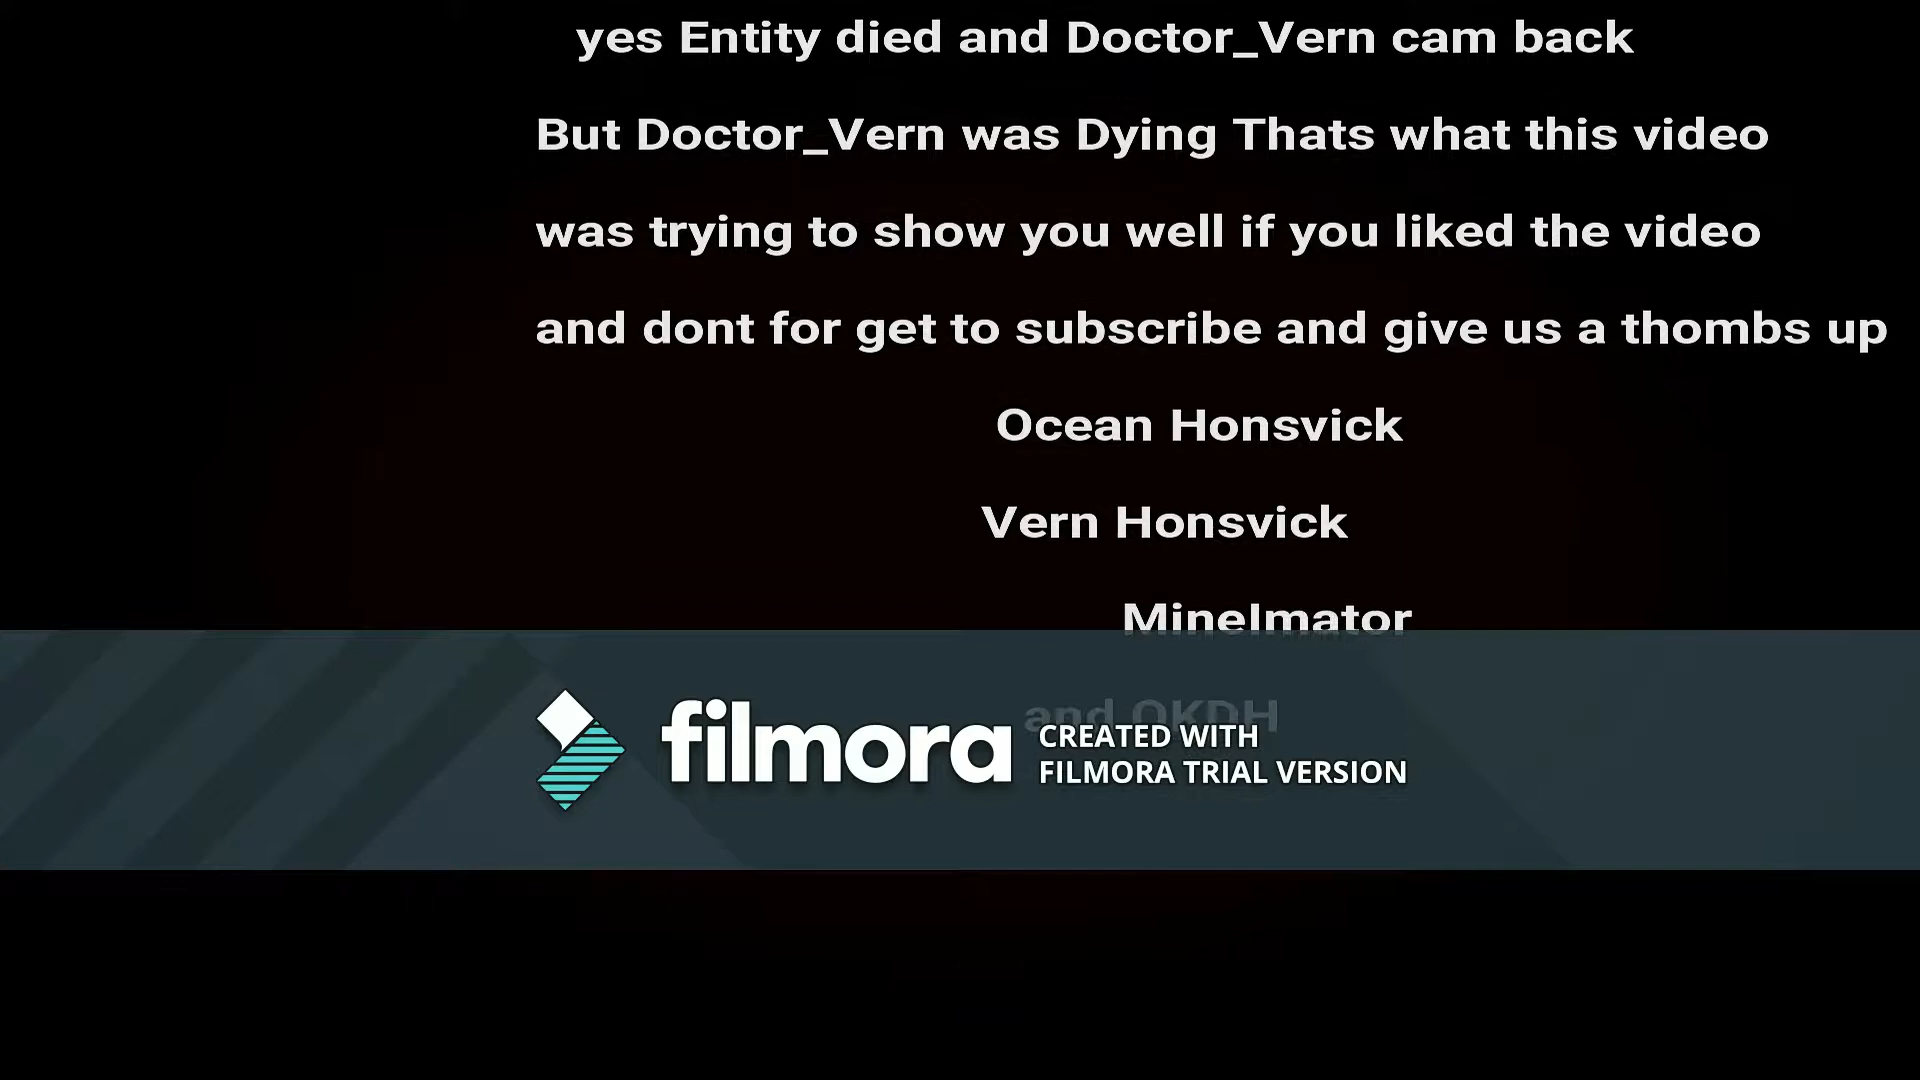 yes Entity died and Doctor_Vern cam back
But Doctor_Vern was Dying Thats what this video
was trying to show you well if you liked the video
and dont for get to subscribe and give us a thombs up
Ocean Honsvick
Vern Honsvick
MineImator
and OKDH
filmora
CREATED WITH
FILMORA TRIAL VERSION